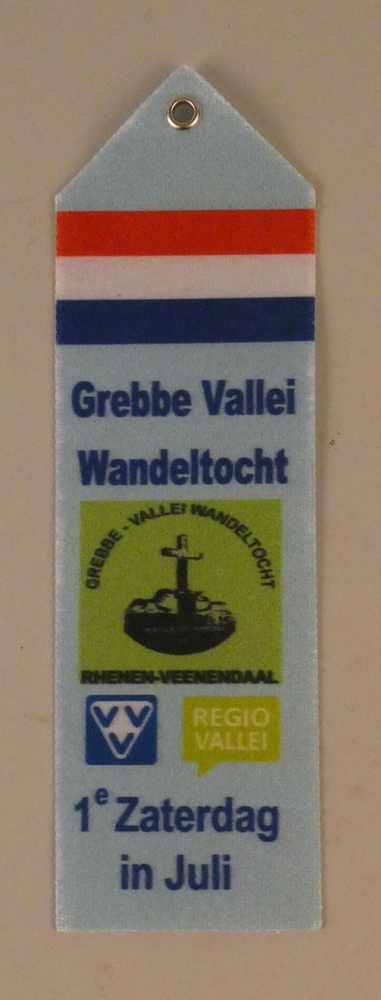 Grebbe Vallei
Wandeltocht
GREBBE - VALLEI WANDELTOCHT
RHENEN-VEENENDAAL
VVV
REGIO
VALLEI
1e Zaterdag
in Juli